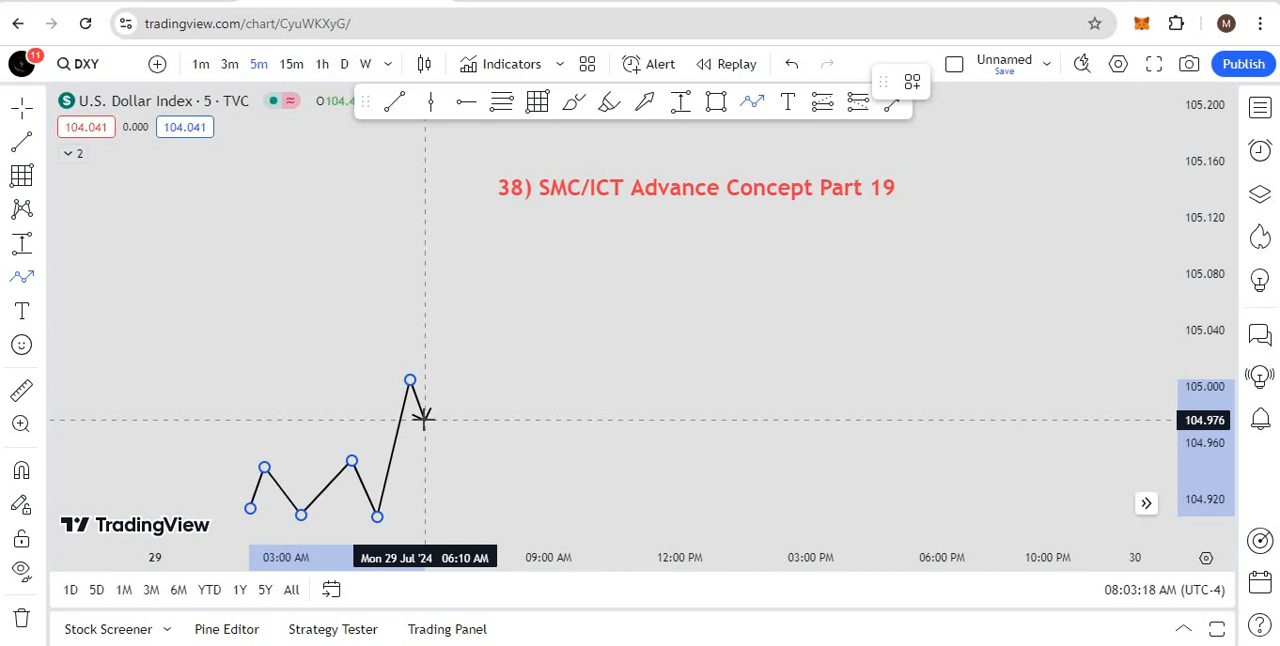 tradingview.com/chart/CyuWKXyG/
M
11
DXY
1m 3m 5m 15m 1h D W
Indicators
Alert
Replay
Unnamed
Save
Publish
U.S. Dollar Index · 5 · TVC
O104.4
104.041 0.000 104.041
2
38) SMC/ICT Advance Concept Part 19
105.200
105.160
105.120
105.080
105.040
105.000
104.976
104.960
104.920
TradingView
29 03:00 AM Mon 29 Jul '24 06:10 AM 09:00 AM 12:00 PM 03:00 PM 06:00 PM 10:00 PM 30
1D 5D 1M 3M 6M YTD 1Y 5Y All
08:03:18 AM (UTC-4)
Stock Screener Pine Editor Strategy Tester Trading Panel